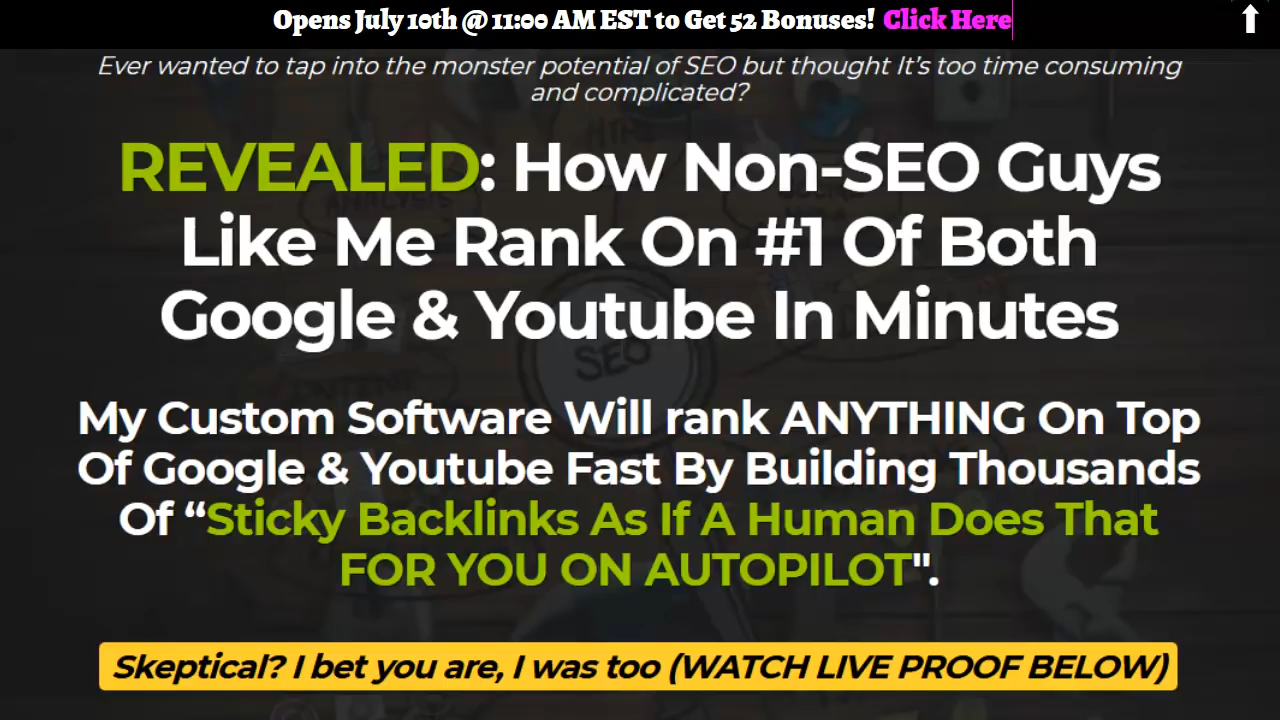 Opens July 10th @ 11:00 AM EST to Get 52 Bonuses! Click Here
Ever wanted to tap into the monster potential of SEO but thought It's too time consuming
and complicated?
REVEALED: How Non-SEO Guys
Like Me Rank On #1 Of Both
Google & Youtube In Minutes
SEO
My Custom Software Will rank ANYTHING On Top
Of Google & Youtube Fast By Building Thousands
Of “Sticky Backlinks As If A Human Does That
FOR YOU ON AUTOPILOT".
Skeptical? I bet you are, I was too (WATCH LIVE PROOF BELOW)